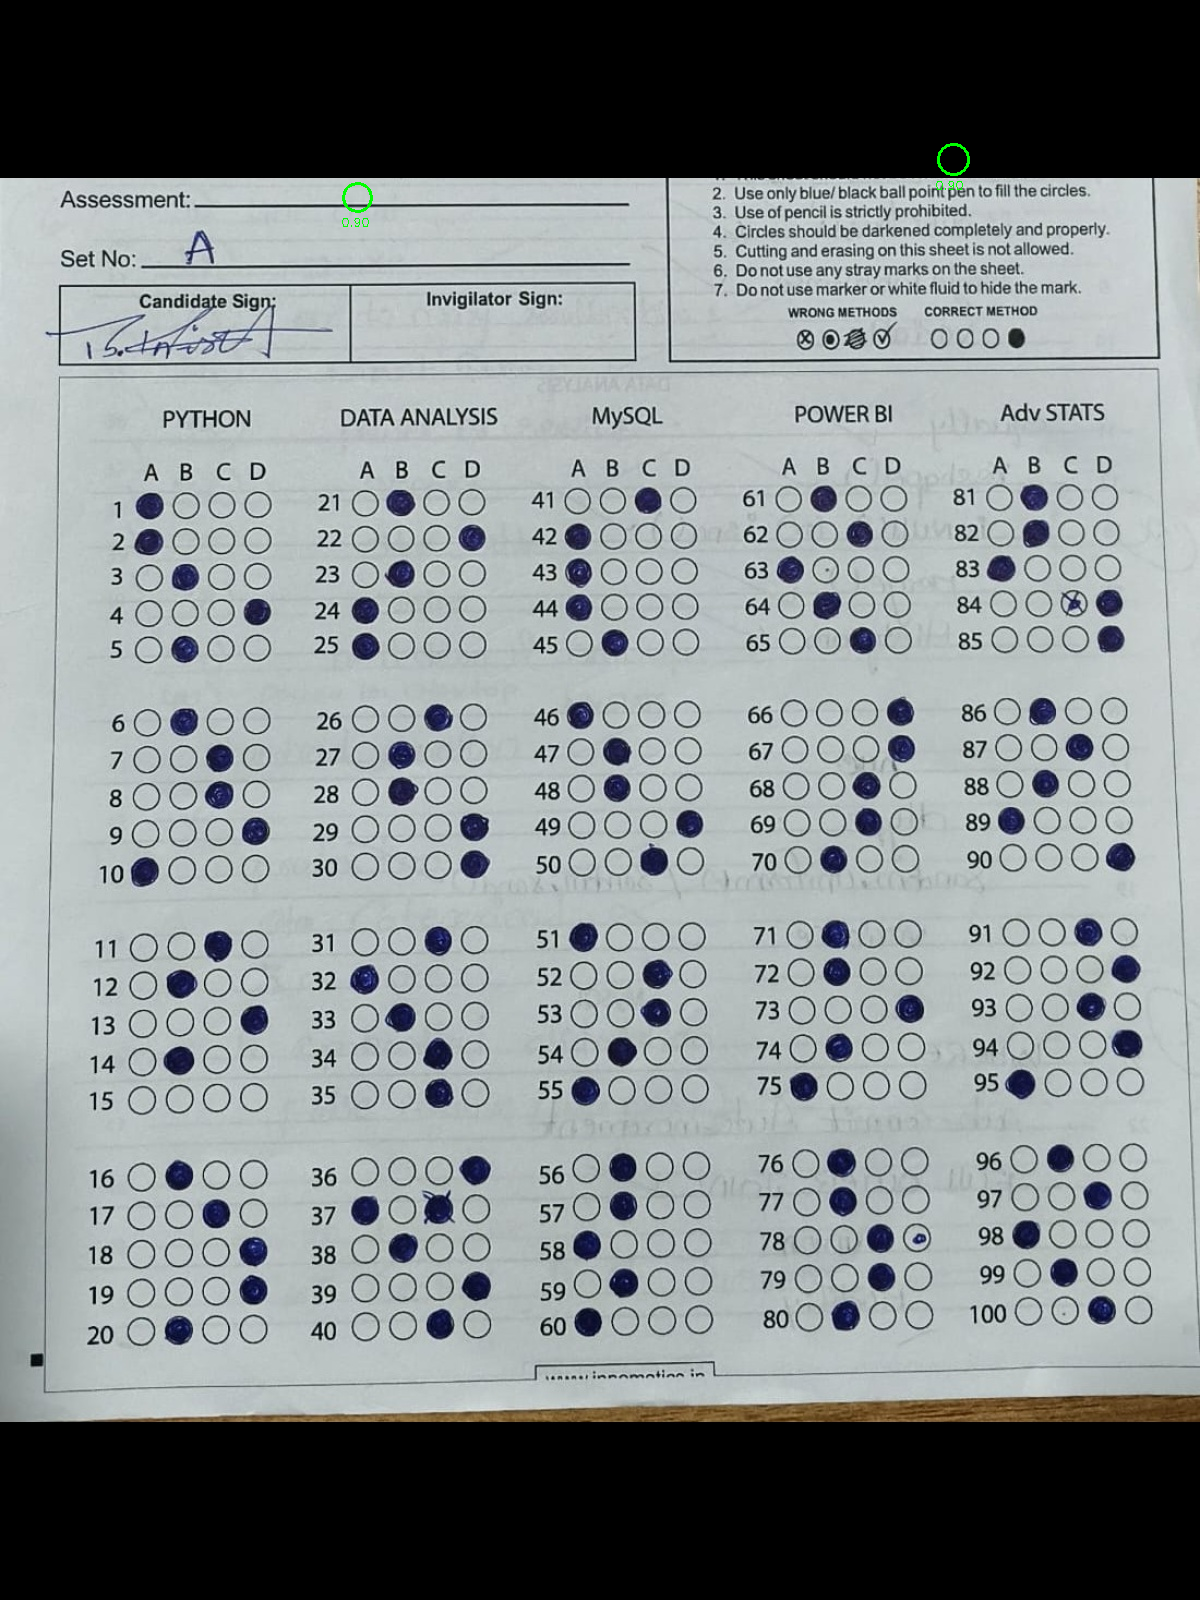 Assessment:
0.90
Set No: A
Candidate Sign:
Invigilator Sign:
2. Use only blue/ black ball point pen to fill the circles.
3. Use of pencil is strictly prohibited.
4. Circles should be darkened completely and properly.
5. Cutting and erasing on this sheet is not allowed.
6. Do not use any stray marks on the sheet.
7. Do not use marker or white fluid to hide the mark.
WRONG METHODS CORRECT METHOD
PYTHON DATA ANALYSIS MySQL POWER BI Adv STATS
A B C D A B C D A B C D A B C D A B C D
1 21 41 61 81
2 22 42 62 82
3 23 43 63 83
4 24 44 64 84
5 25 45 65 85
6 26 46 66 86
7 27 47 67 87
8 28 48 68 88
9 29 49 69 89
10 30 50 70 90
11 31 51 71 91
12 32 52 72 92
13 33 53 73 93
14 34 54 74 94
15 35 55 75 95
16 36 56 76 96
17 37 57 77 97
18 38 58 78 98
19 39 59 79 99
20 40 60 80 100